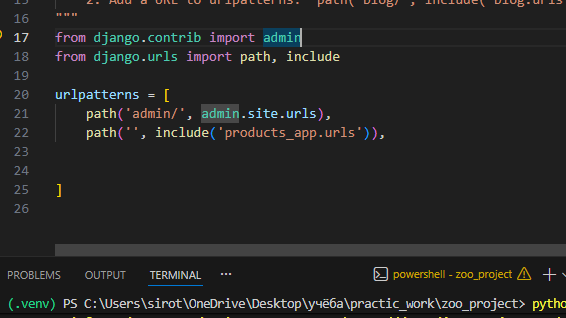 15 2. Add a URL to urlpatterns: path('blog/', include('blog.urls
16 """
17 from django.contrib import admin
18 from django.urls import path, include
19
20 urlpatterns = [
21 path('admin/', admin.site.urls),
22 path('', include('products_app.urls')),
23
24
25 ]
26
PROBLEMS OUTPUT TERMINAL ··· powershell - zoo_project
(.venv) PS C:\Users\sirot\OneDrive\Desktop\учёба\practic_work\zoo_project> pytho